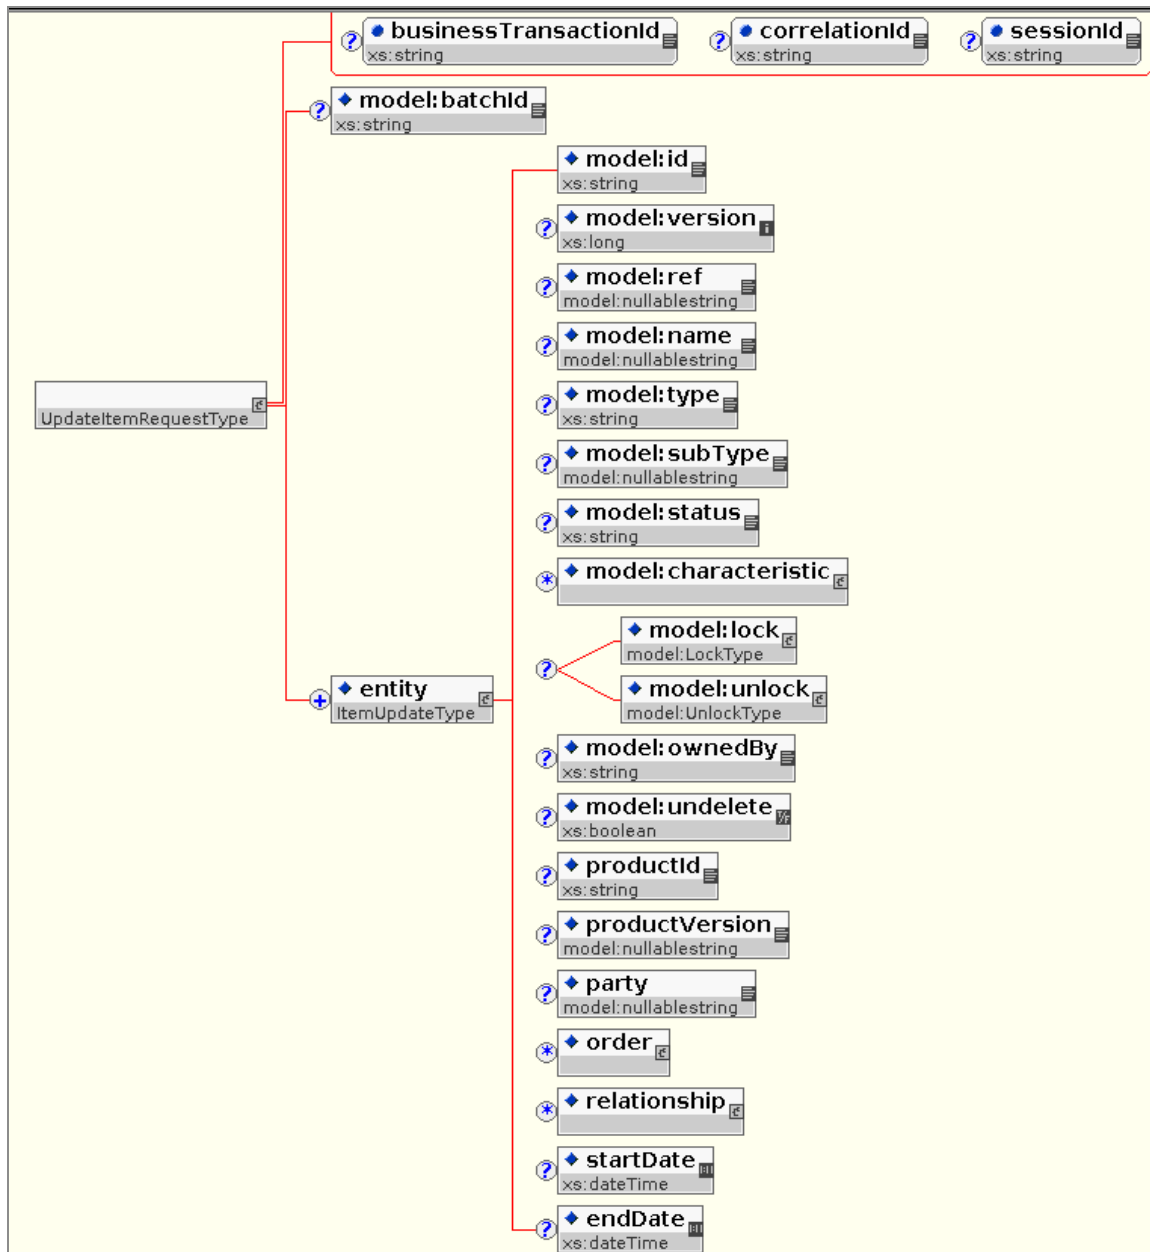 businessTransactionId correlationId sessionId
xs:string xs:string xs:string
model:batchId
xs:string
model:id
xs:string
model:version
xs:long
model:ref
model:nullablestring
model:name
model:nullablestring
model:type
xs:string
model:subType
model:nullablestring
model:status
xs:string
model:characteristic
model:lock
model:LockType
model:unlock
model:UnlockType
UpdateItemRequestType
entity
ItemUpdateType
model:ownedBy
xs:string
model:undelete
xs:boolean
productId
xs:string
productVersion
model:nullablestring
party
model:nullablestring
order
relationship
startDate
xs:dateTime
endDate
xs:dateTime